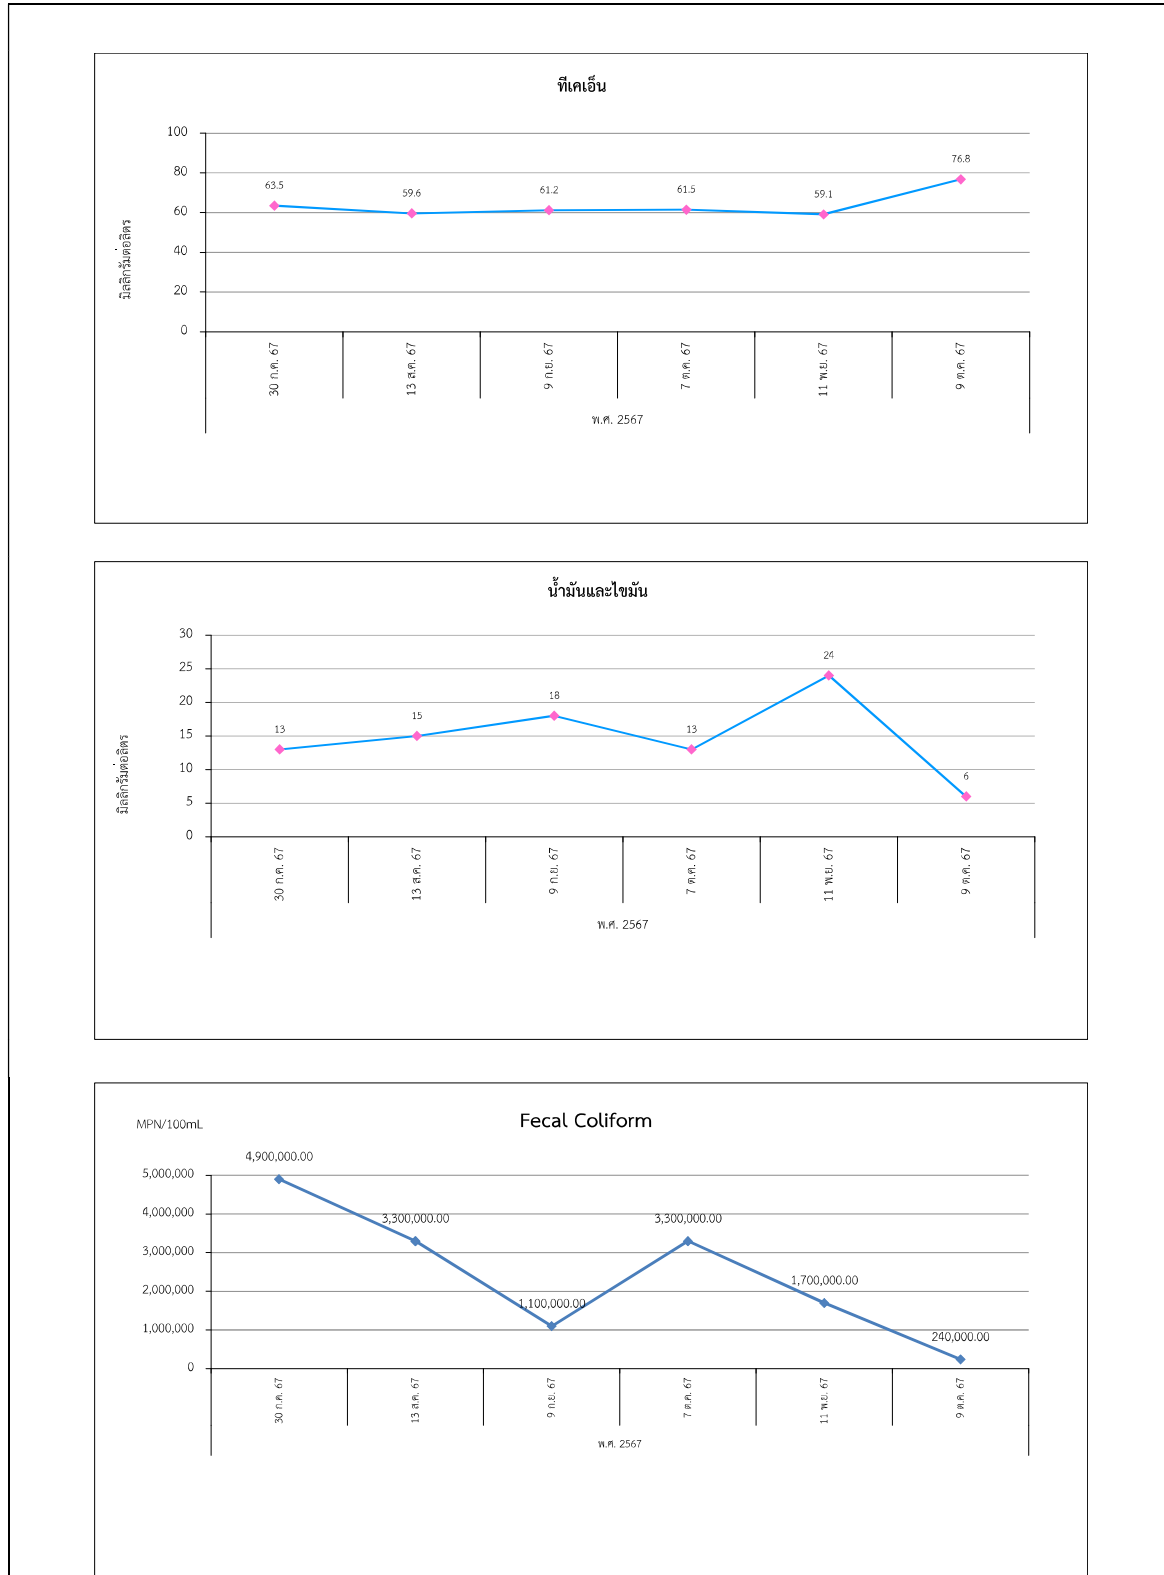 ทีเคเอ็น
มิลลิกรัมต่อลิตร
100
80
60
40
20
0
63.5
59.6
61.2
61.5
59.1
76.8
30 ก.ค. 67
13 ส.ค. 67
9 ก.ย. 67
7 ต.ค. 67
11 พ.ย. 67
9 ต.ค. 67
พ.ศ. 2567
น้ำมันและไขมัน
มิลลิกรัมต่อลิตร
30
25
20
15
10
5
0
13
15
18
13
24
6
30 ก.ค. 67
13 ส.ค. 67
9 ก.ย. 67
7 ต.ค. 67
11 พ.ย. 67
9 ต.ค. 67
พ.ศ. 2567
Fecal Coliform
MPN/100mL
5,000,000
4,000,000
3,000,000
2,000,000
1,000,000
0
4,900,000.00
3,300,000.00
1,100,000.00
3,300,000.00
1,700,000.00
240,000.00
30 ก.ค. 67
13 ส.ค. 67
9 ก.ย. 67
7 ต.ค. 67
11 พ.ย. 67
9 ต.ค. 67
พ.ศ. 2567